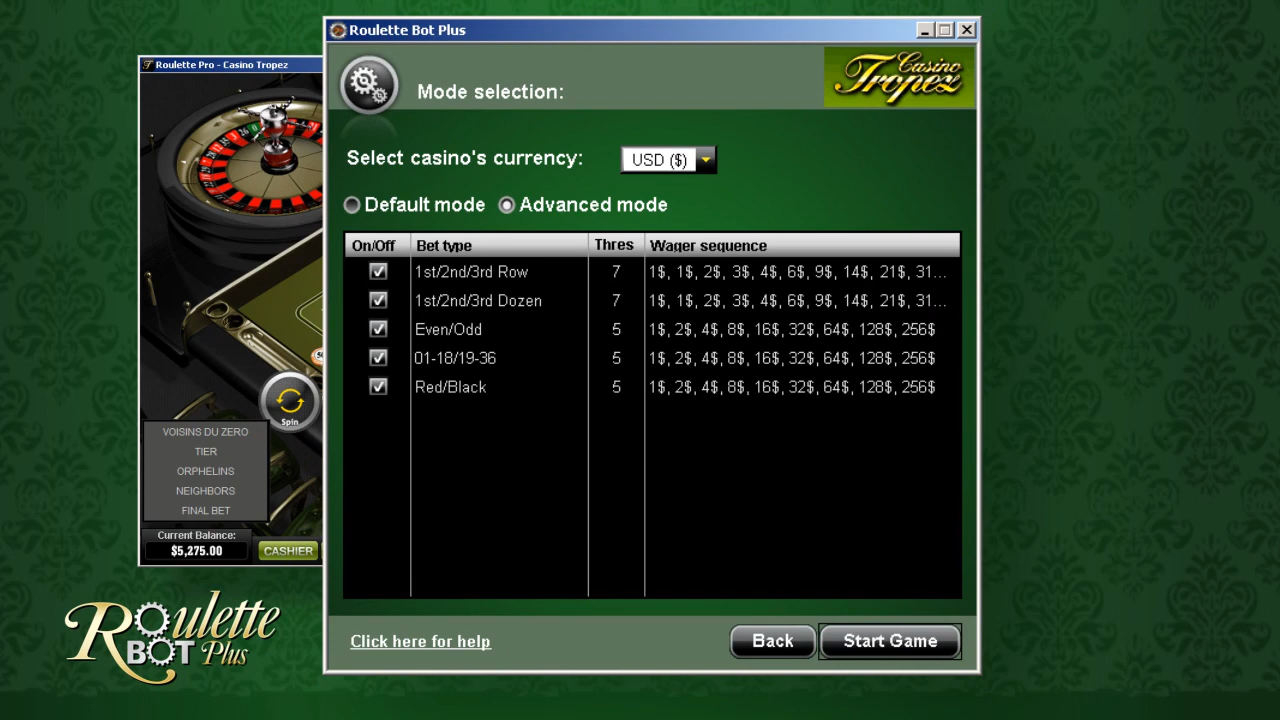 Roulette Bot Plus
Roulette Pro - Casino Tropez
Casino
Tropez
Mode selection:
Select casino's currency: USD ($)
Default mode Advanced mode
On/Off Bet type Thres Wager sequence
1st/2nd/3rd Row 7 1$, 1$, 2$, 3$, 4$, 6$, 9$, 14$, 21$, 31...
1st/2nd/3rd Dozen 7 1$, 1$, 2$, 3$, 4$, 6$, 9$, 14$, 21$, 31...
Even/Odd 5 1$, 2$, 4$, 8$, 16$, 32$, 64$, 128$, 256$
01-18/19-36 5 1$, 2$, 4$, 8$, 16$, 32$, 64$, 128$, 256$
Red/Black 5 1$, 2$, 4$, 8$, 16$, 32$, 64$, 128$, 256$
Spin
VOISINS DU ZERO
TIER
ORPHELINS
NEIGHBORS
FINAL BET
Current Balance:
$5,275.00
CASHIER
Click here for help
Back
Start Game
Roulette
BOT Plus